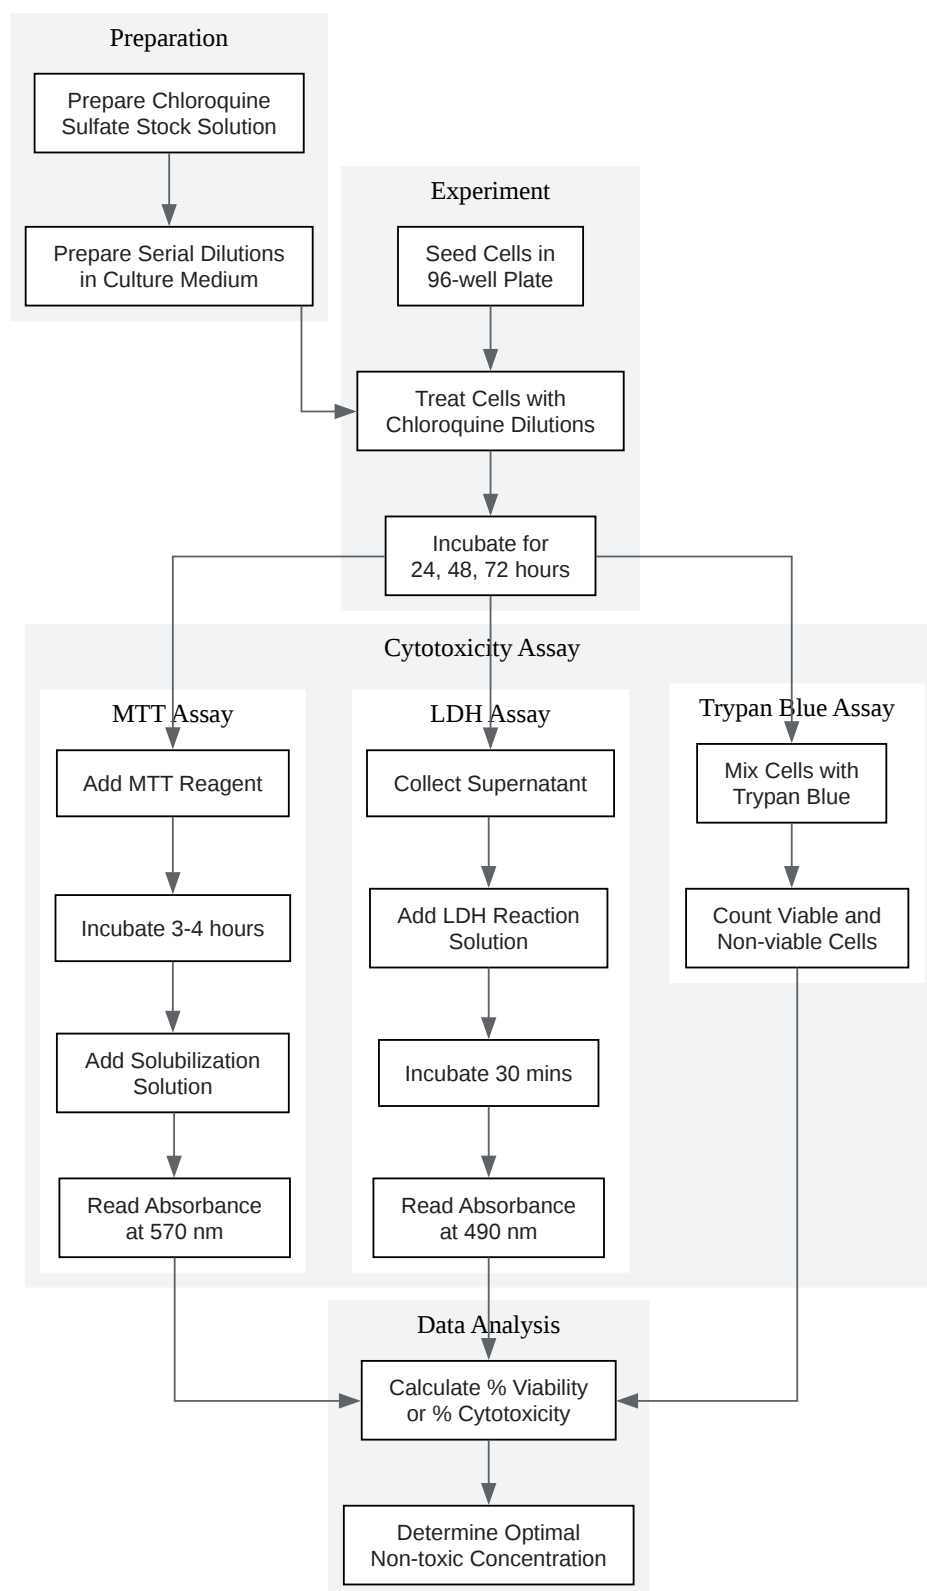 Preparation
Prepare Chloroquine
Sulfate Stock Solution
Prepare Serial Dilutions
in Culture Medium
Experiment
Seed Cells in
96-well Plate
Treat Cells with
Chloroquine Dilutions
Incubate for
24, 48, 72 hours
Cytotoxicity Assay
MTT Assay
Add MTT Reagent
Incubate 3-4 hours
Add Solubilization
Solution
Read Absorbance
at 570 nm
LDH Assay
Collect Supernatant
Add LDH Reaction
Solution
Incubate 30 mins
Read Absorbance
at 490 nm
Trypan Blue Assay
Mix Cells with
Trypan Blue
Count Viable and
Non-viable Cells
Data Analysis
Calculate % Viability
or % Cytotoxicity
Determine Optimal
Non-toxic Concentration